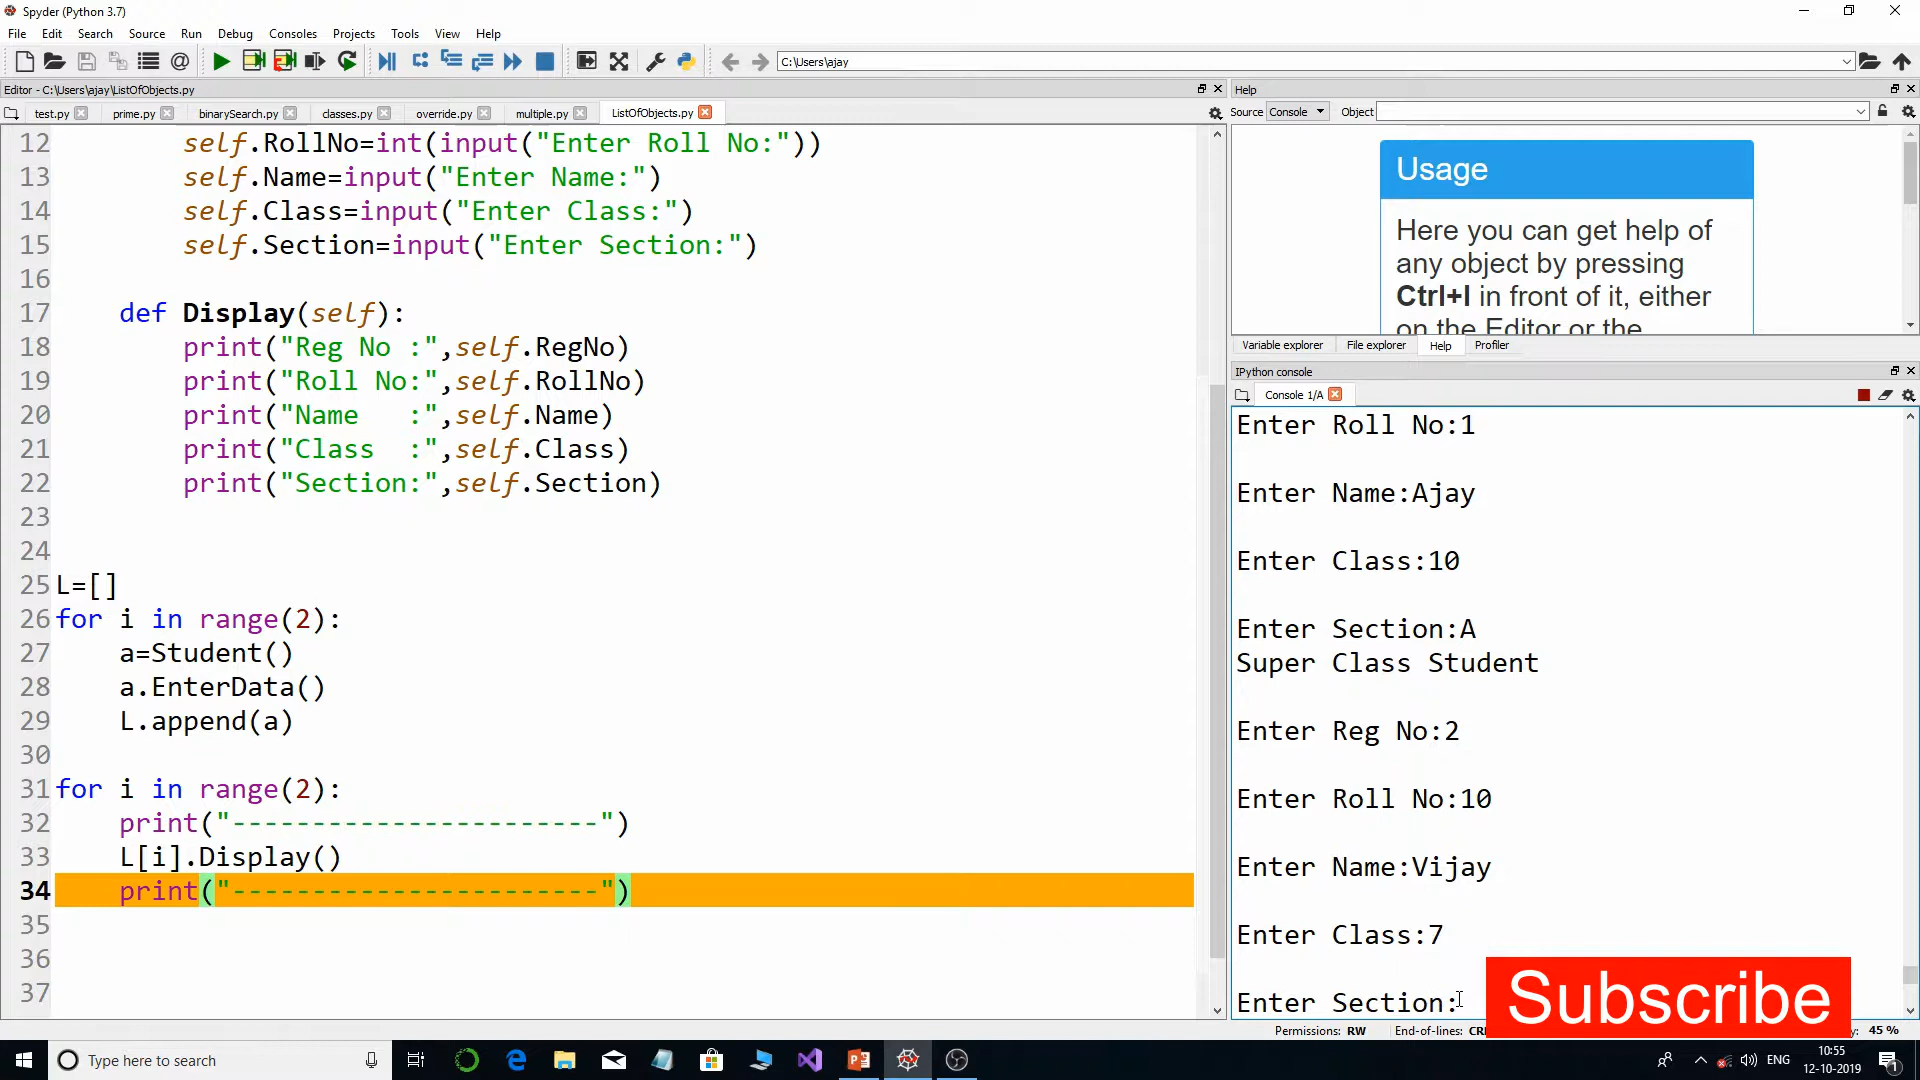 Spyder (Python 3.7)
File Edit Search Source Run Debug Consoles Projects Tools View Help
C:\Users\ajay
Editor - C:\Users\ajay\ListOfObjects.py
test.py prime.py binarySearch.py classes.py override.py multiple.py ListOfObjects.py
12 self.RollNo=int(input("Enter Roll No:"))
13 self.Name=input("Enter Name:")
14 self.Class=input("Enter Class:")
15 self.Section=input("Enter Section:")
16
17 def Display(self):
18 print("Reg No :",self.RegNo)
19 print("Roll No:",self.RollNo)
20 print("Name   :",self.Name)
21 print("Class  :",self.Class)
22 print("Section:",self.Section)
23
24
25 L=[]
26 for i in range(2):
27 a=Student()
28 a.EnterData()
29 L.append(a)
30
31 for i in range(2):
32 print("-----------------------")
33 L[i].Display()
34 print("-----------------------")
35
36
37
Help
Source Console Object
Usage
Here you can get help of
any object by pressing
Ctrl+I in front of it, either
on the Editor or the
Variable explorer File explorer Help Profiler
IPython console
Console 1/A
Enter Roll No:1
Enter Name:Ajay
Enter Class:10
Enter Section:A
Super Class Student
Enter Reg No:2
Enter Roll No:10
Enter Name:Vijay
Enter Class:7
Enter Section:
Subscribe
Permissions: RW End-of-lines: 45 %
Type here to search
ENG
10:55
12-10-2019
1